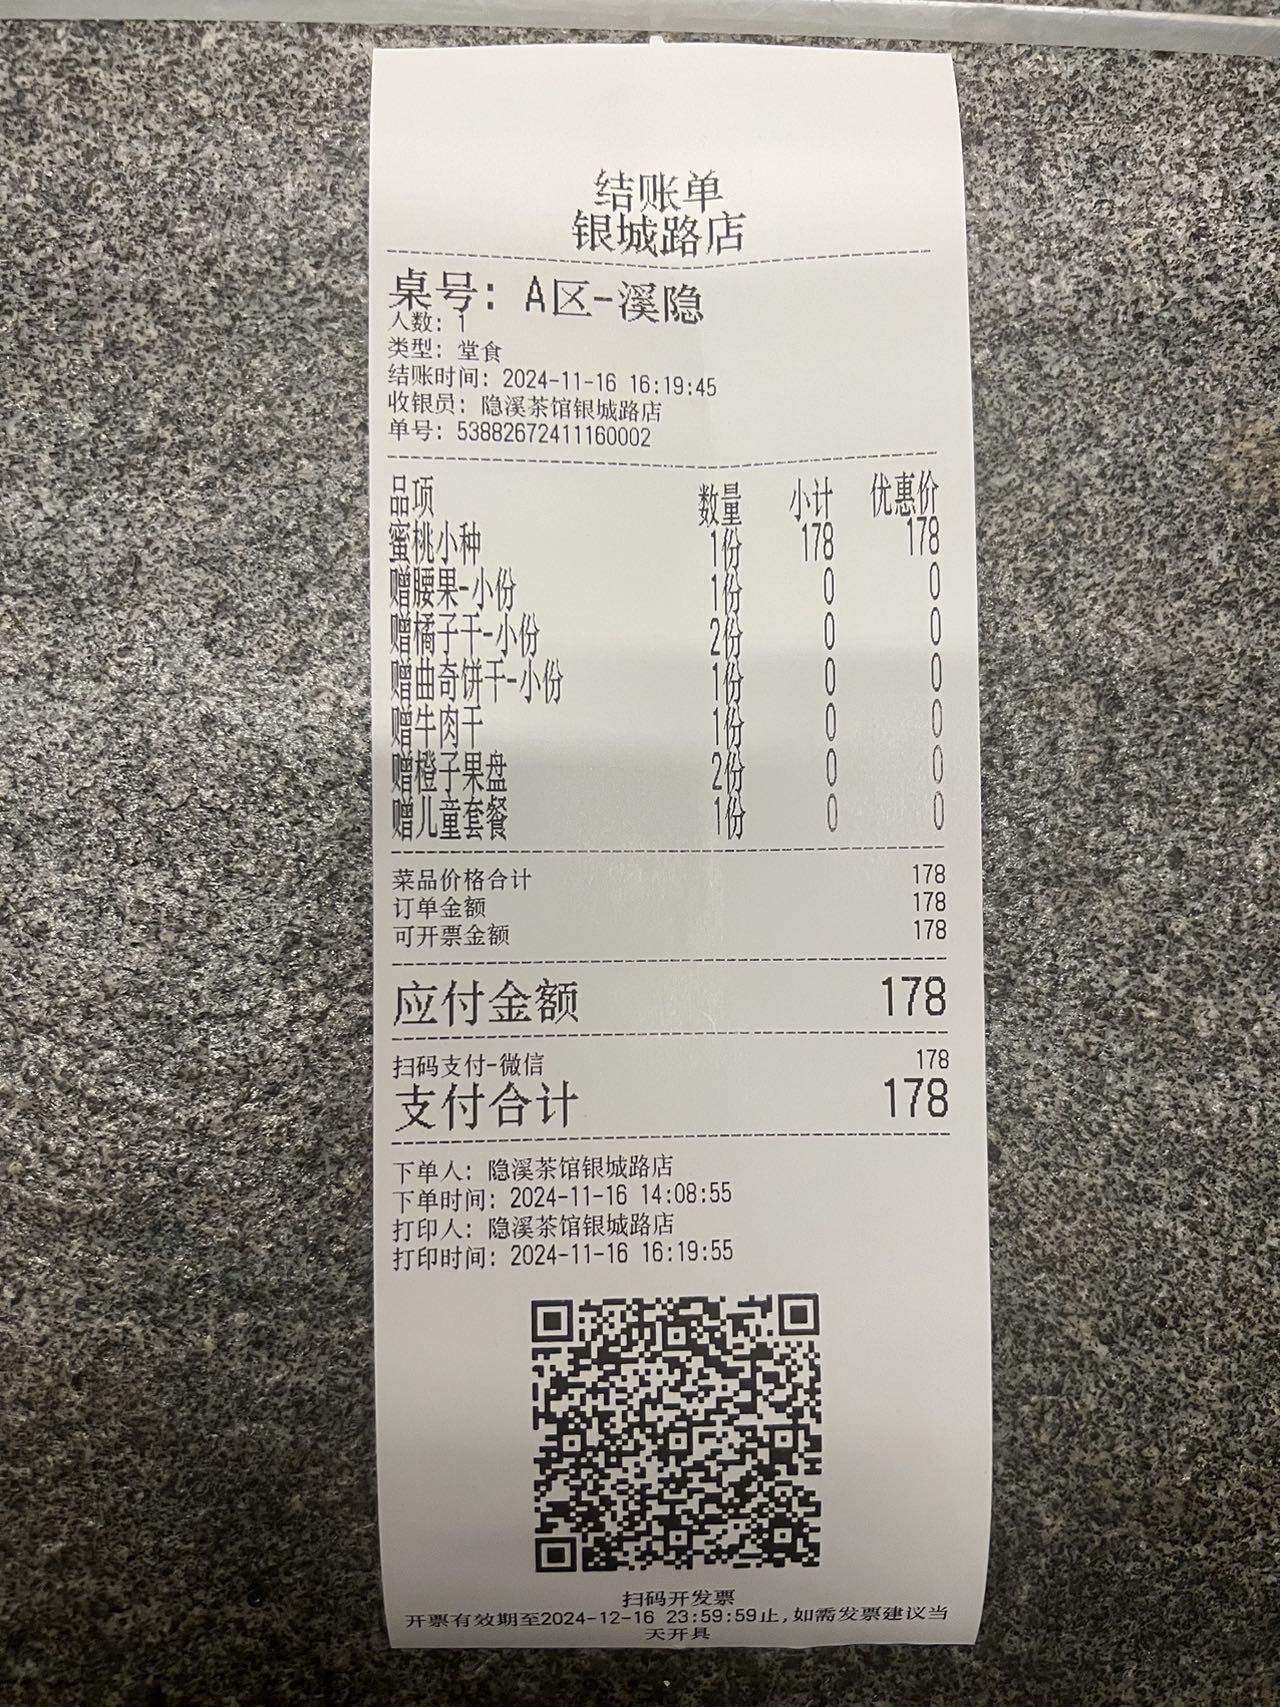 结账单
银城路店
桌号: A区-溪隐
人数: 1
类型: 堂食
结账时间: 2024-11-16 16:19:45
收银员: 隐溪茶馆银城路店
单号: 53882672411160002
品项 数量 小计 优惠价
蜜桃小种 1份 178 178
赠腰果-小份 1份 0 0
赠橘子干-小份 2份 0 0
赠曲奇饼干-小份 1份 0 0
赠牛肉干 1份 0 0
赠橙子果盘 2份 0 0
赠儿童套餐 1份 0 0
菜品价格合计 178
订单金额 178
可开票金额 178
应付金额 178
扫码支付-微信 178
支付合计 178
下单人: 隐溪茶馆银城路店
下单时间: 2024-11-16 14:08:55
打印人: 隐溪茶馆银城路店
打印时间: 2024-11-16 16:19:55
扫码开发票
开票有效期至2024-12-16 23:59:59止,如需发票建议当
天开具